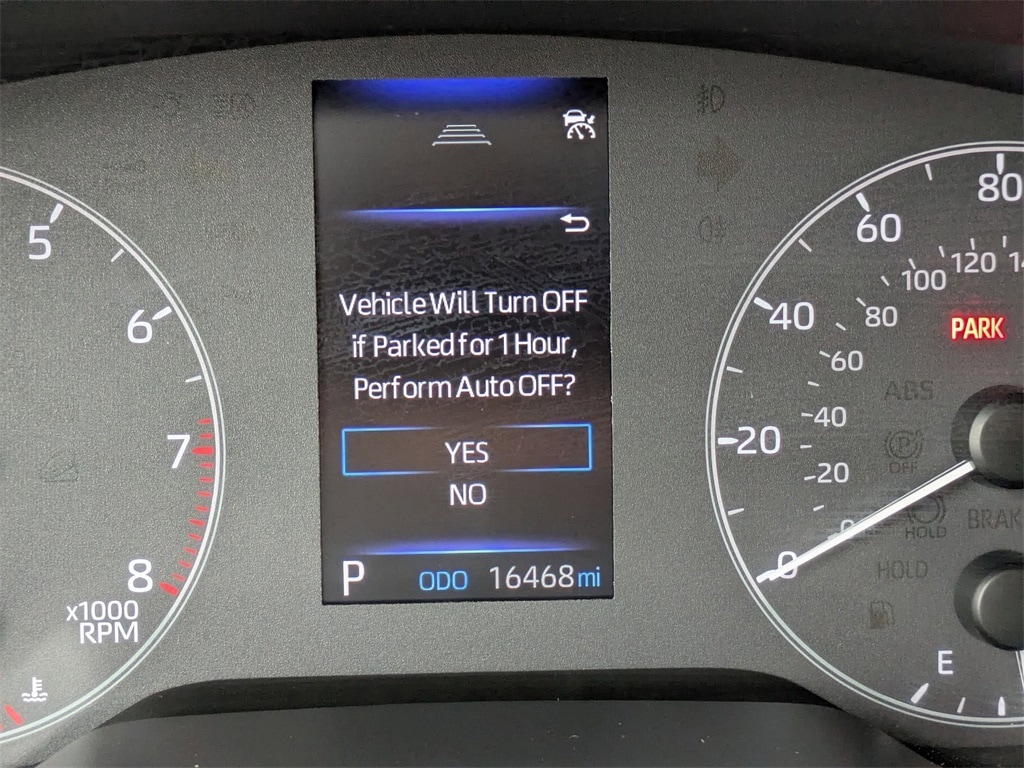 Vehicle Will Turn OFF
if Parked for 1 Hour,
Perform Auto OFF?
YES
NO
P ODO 16468 mi
5
6
7
8
x1000
RPM
80
60
40
20
0
120
100
80
60
40
20
0
PARK
ABS
P
OFF
HOLD
BRAK
HOLD
E